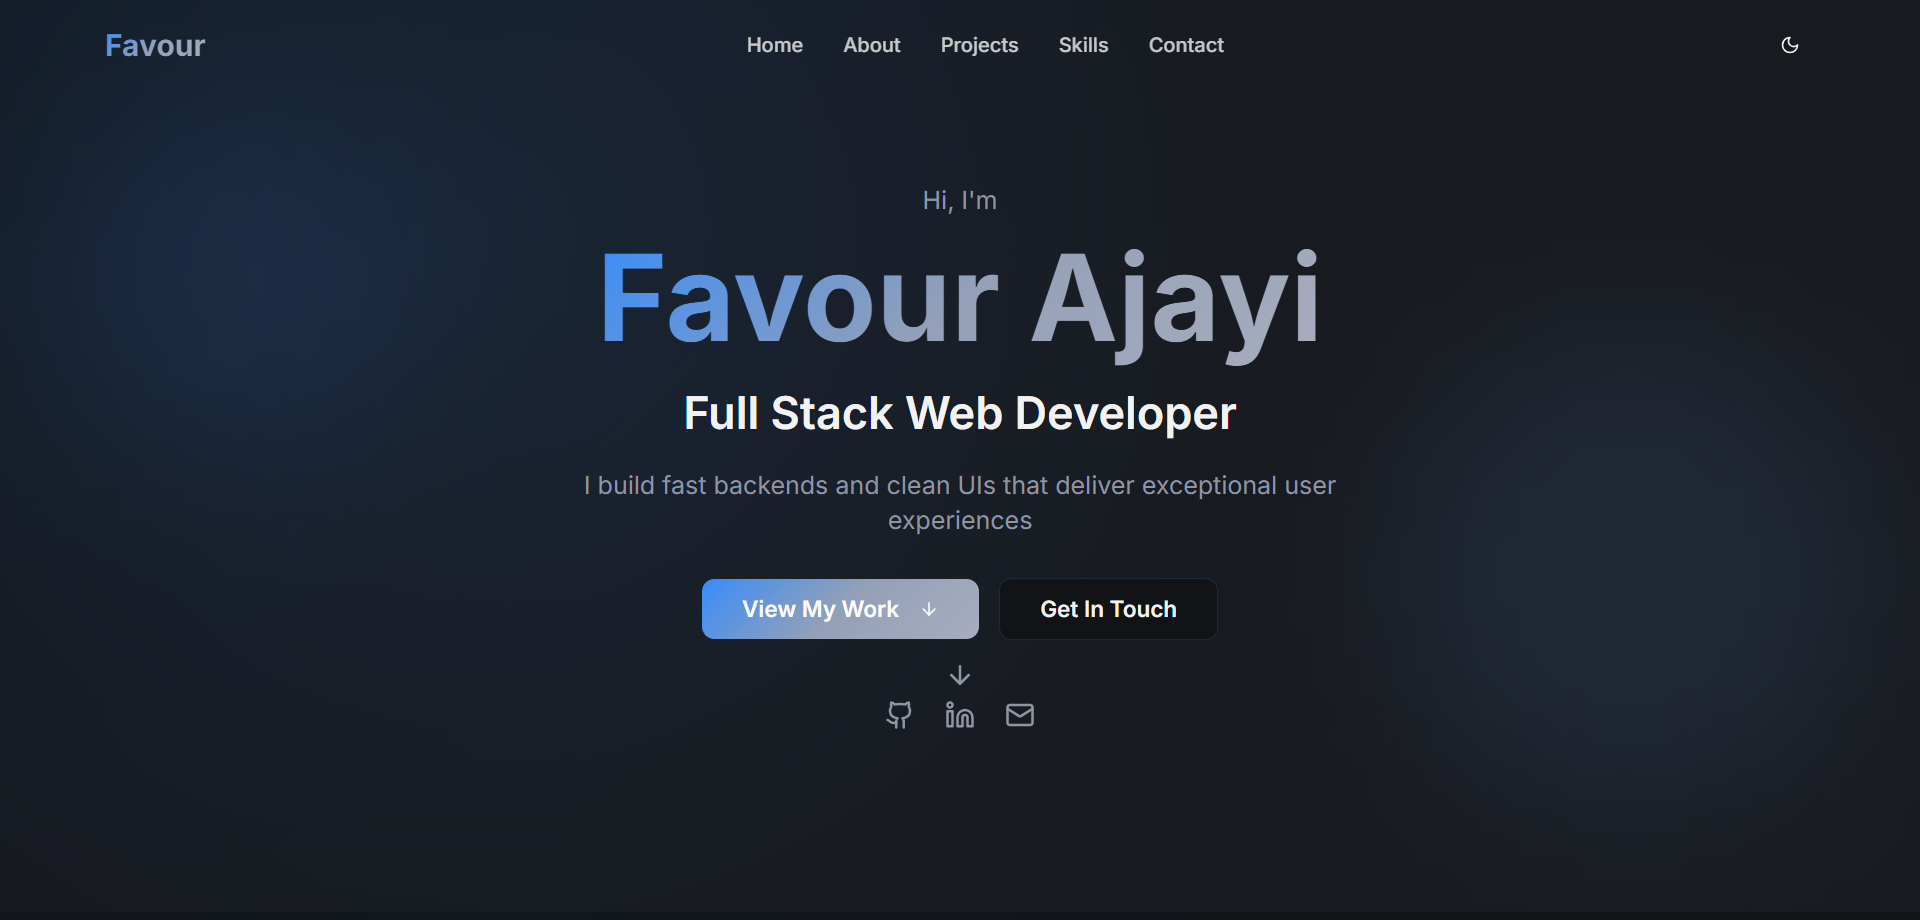 Favour
Home About Projects Skills Contact
Hi, I'm
Favour Ajayi
Full Stack Web Developer
I build fast backends and clean UIs that deliver exceptional user
experiences
View My Work
Get In Touch